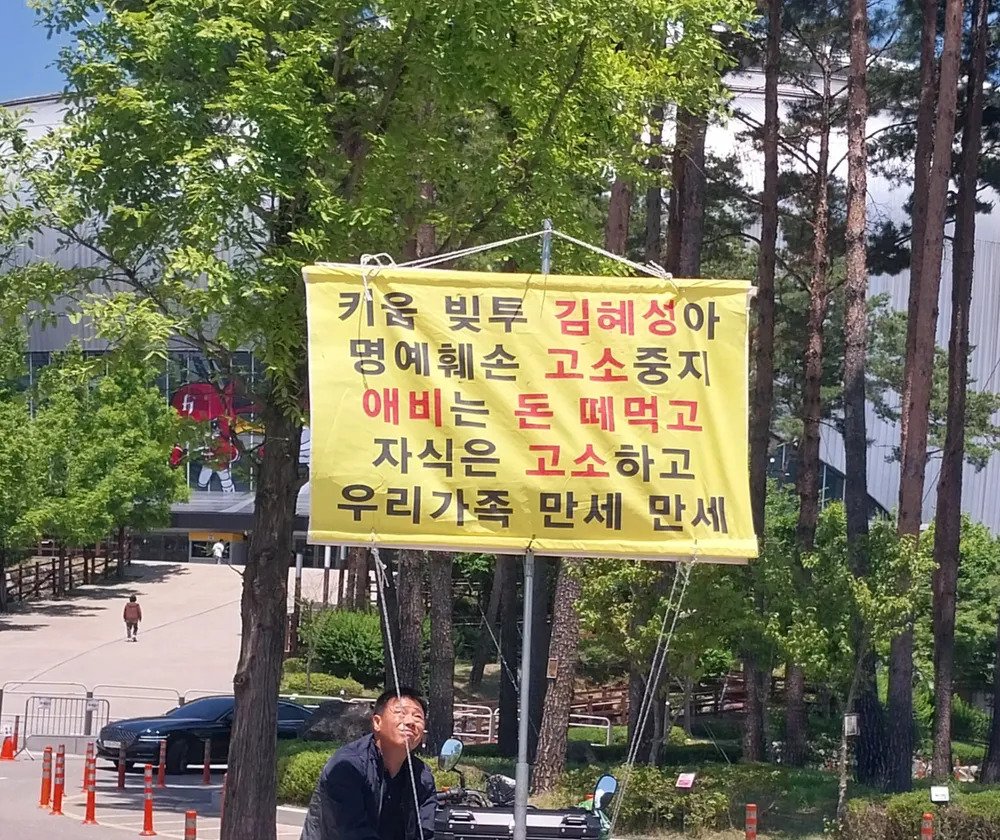 키움 빚투 김혜성아
명예훼손 고소중지
애비는 돈 떼먹고
자식은 고소하고
우리가족 만세 만세